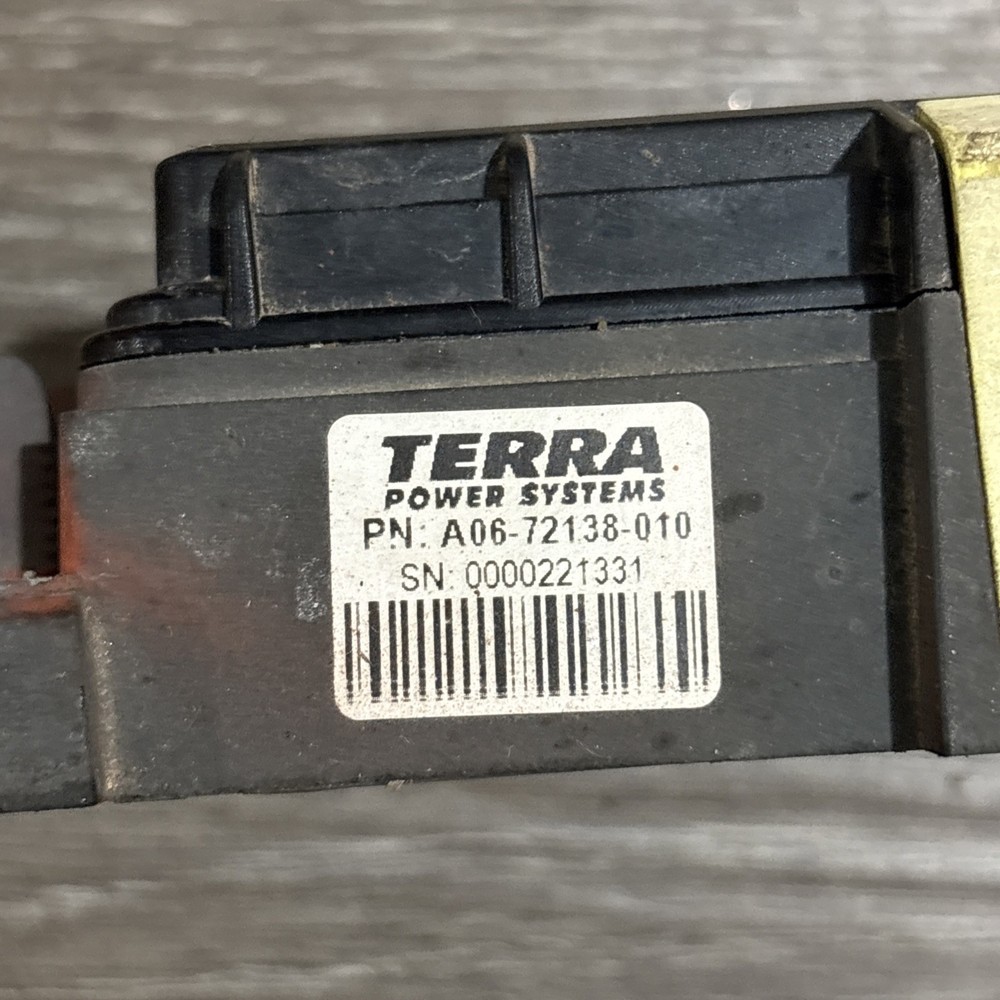 TERRA
POWER SYSTEMS
PN: A06-72138-010
SN: 0000221331